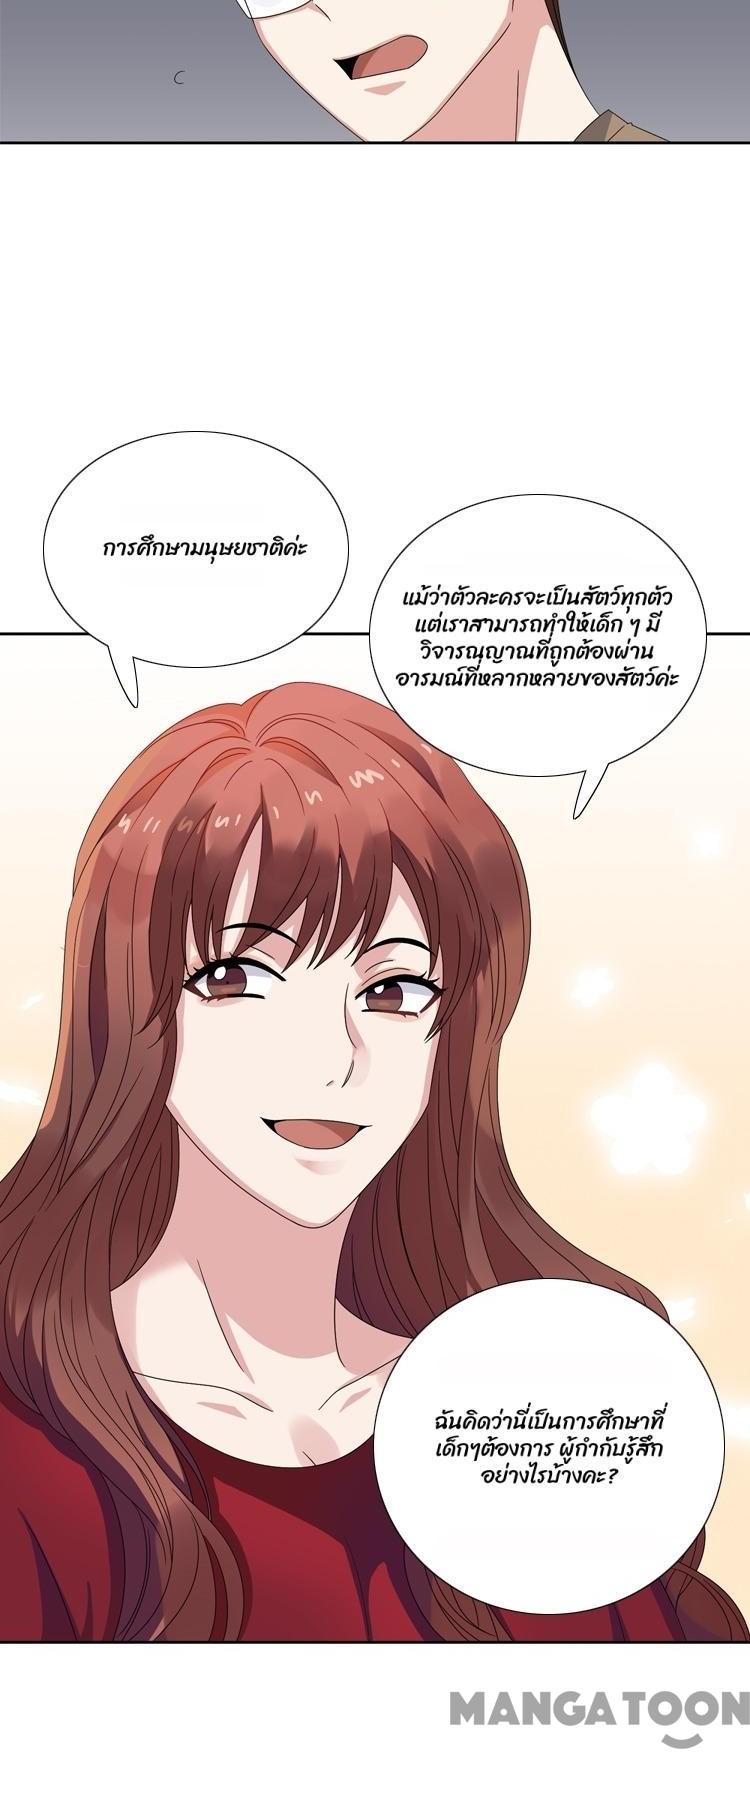 การศึกษามนุษยชาติค่ะ
แม้ว่าตัวละครจะเป็นสัตว์ทุกตัว
แต่เราสามารถทำให้เด็ก ๆ มี
วิจารณญาณที่ถูกต้องผ่าน
อารมณ์ที่หลากหลายของสัตว์ค่ะ
ฉันคิดว่านี่เป็นการศึกษาที่
เด็กๆต้องการ ผู้กำกับรู้สึก
อย่างไรบ้างคะ?
MANGATOON